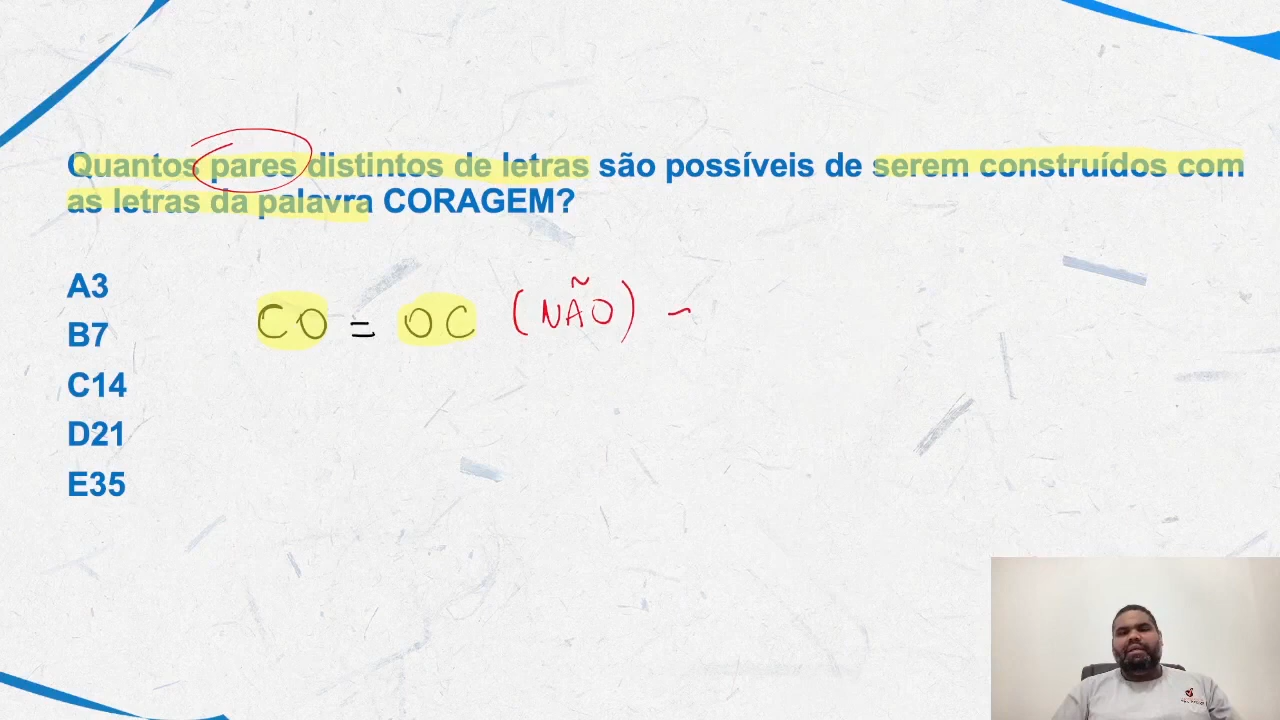 Quantos pares distintos de letras são possíveis de serem construídos com
as letras da palavra CORAGEM?
A3
B7
C14
D21
E35
CO = OC (NÃO) ~